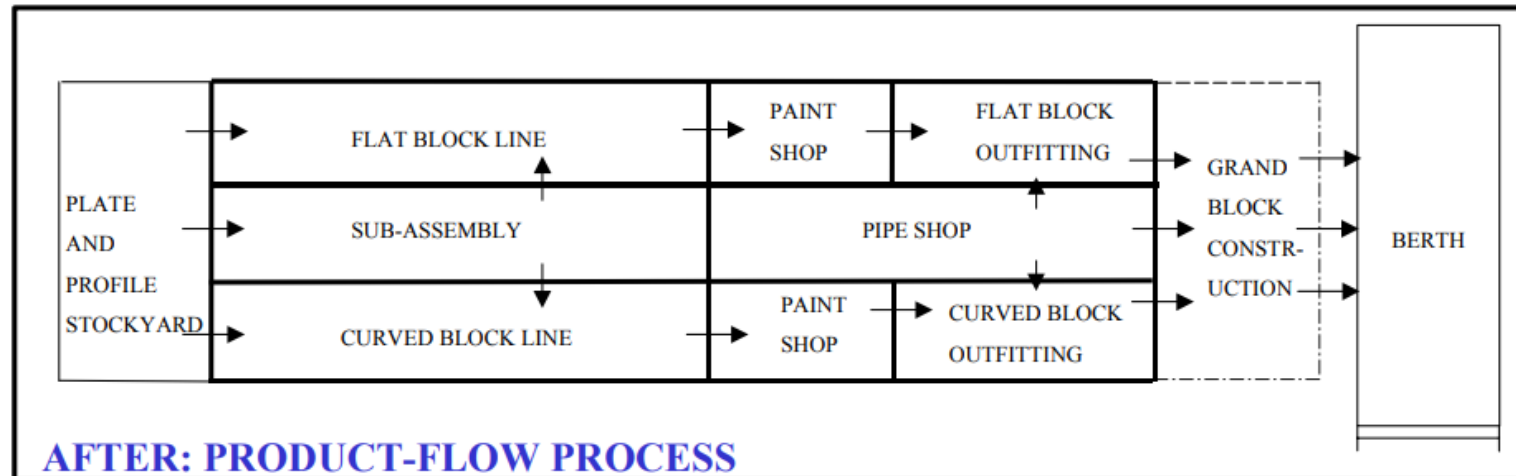 PLATE
AND
PROFILE
STOCKYARD
FLAT BLOCK LINE
SUB-ASSEMBLY
CURVED BLOCK LINE
PAINT
SHOP
FLAT BLOCK
OUTFITTING
PIPE SHOP
PAINT
SHOP
CURVED BLOCK
OUTFITTING
GRAND
BLOCK
CONSTR-
UCTION
BERTH
AFTER: PRODUCT-FLOW PROCESS